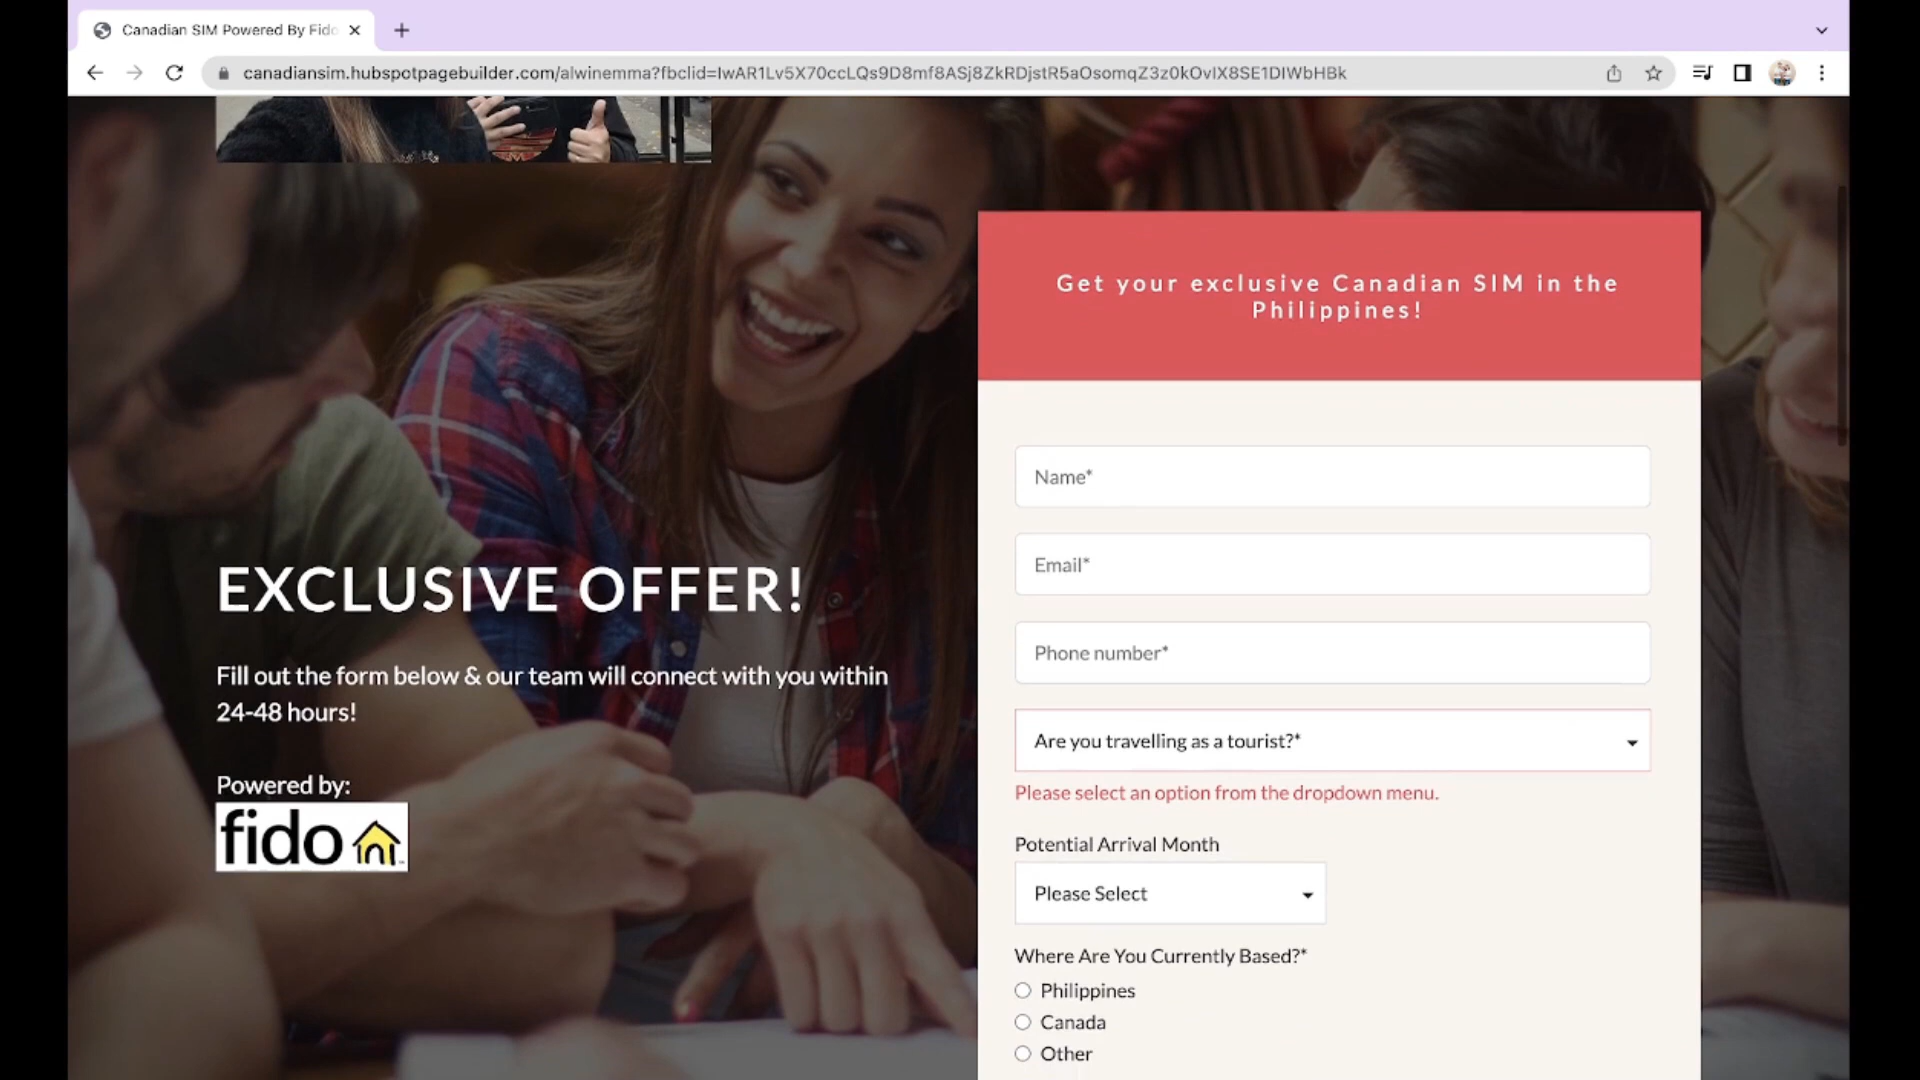 Canadian SIM Powered By Fido
canadiansim.hubspotpagebuilder.com/alwinemma?fbclid=IwAR1Lv5X70ccLQs9D8mf8ASj8ZkRDjstR5aOsomqZ3z0kOvIX8SE1DIWbHBk
Get your exclusive Canadian SIM in the
Philippines!
Name*
Email*
Phone number*
Are you travelling as a tourist?*
Please select an option from the dropdown menu.
Potential Arrival Month
Please Select
Where Are You Currently Based?*
Philippines
Canada
Other
EXCLUSIVE OFFER!
Fill out the form below & our team will connect with you within
24-48 hours!
Powered by:
fido